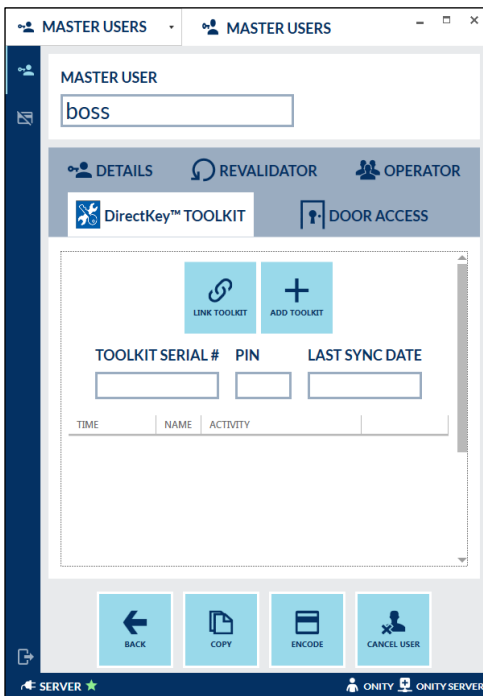 MASTER USERS
MASTER USERS
MASTER USER
boss
DETAILS
REVALIDATOR
OPERATOR
DirectKey™ TOOLKIT
DOOR ACCESS
LINK TOOLKIT
ADD TOOLKIT
TOOLKIT SERIAL # PIN LAST SYNC DATE
TIME NAME ACTIVITY
BACK
COPY
ENCODE
CANCEL USER
SERVER
ONITY
ONITY SERVER